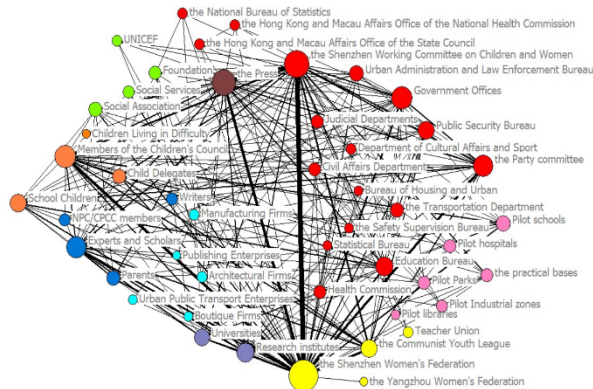 the National Bureau of Statistics
the Hong Kong and Macau Affairs Office of the National Health Commission
UNICEF
the Hong Kong and Macau Affairs Office of the State Council
the Shenzhen Working Committee on Children and Women
Foundation
the Press
Urban Administration and Law Enforcement Bureau
Social Services
Government Offices
Social Association
Judicial Departments
Public Security Bureau
Children Living in Difficulty
Department of Cultural Affairs and Sport
Members of the Children's Council
the Party committee
Child Delegates
Civil Affairs Departments
Bureau of Housing and Urban
School Children
Writers
the Transportation Department
NPC/CPCC members
Manufacturing Firms
Pilot schools
the Safety Supervision Bureau
Experts and Scholars
Statistical Bureau
Pilot hospitals
Publishing Enterprises
Education Bureau
Parents
Architectural Firms
the practical bases
Pilot Parks
Health Commission
Urban Public Transport Enterprises
Pilot Industrial zones
Boutique Firms
Pilot libraries
Universities
Teacher Union
Research institutes
the Communist Youth League
the Shenzhen Women's Federation
the Yangzhou Women's Federation